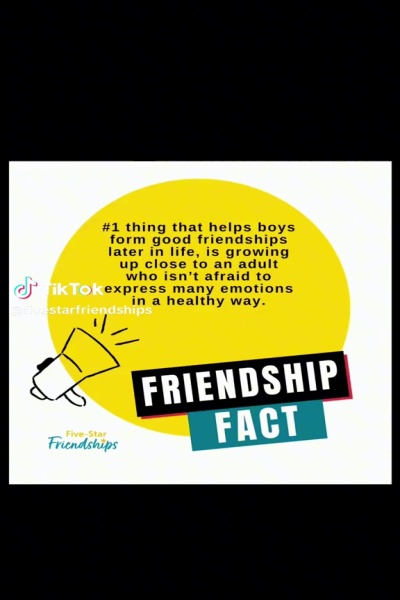 #1 thing that helps boys
form good friendships
later in life, is growing
up close to an adult
who isn't afraid to
express many emotions
in a healthy way.
TikTok
@fivestarfriendships
FRIENDSHIP
FACT
Five-Star
Friendships